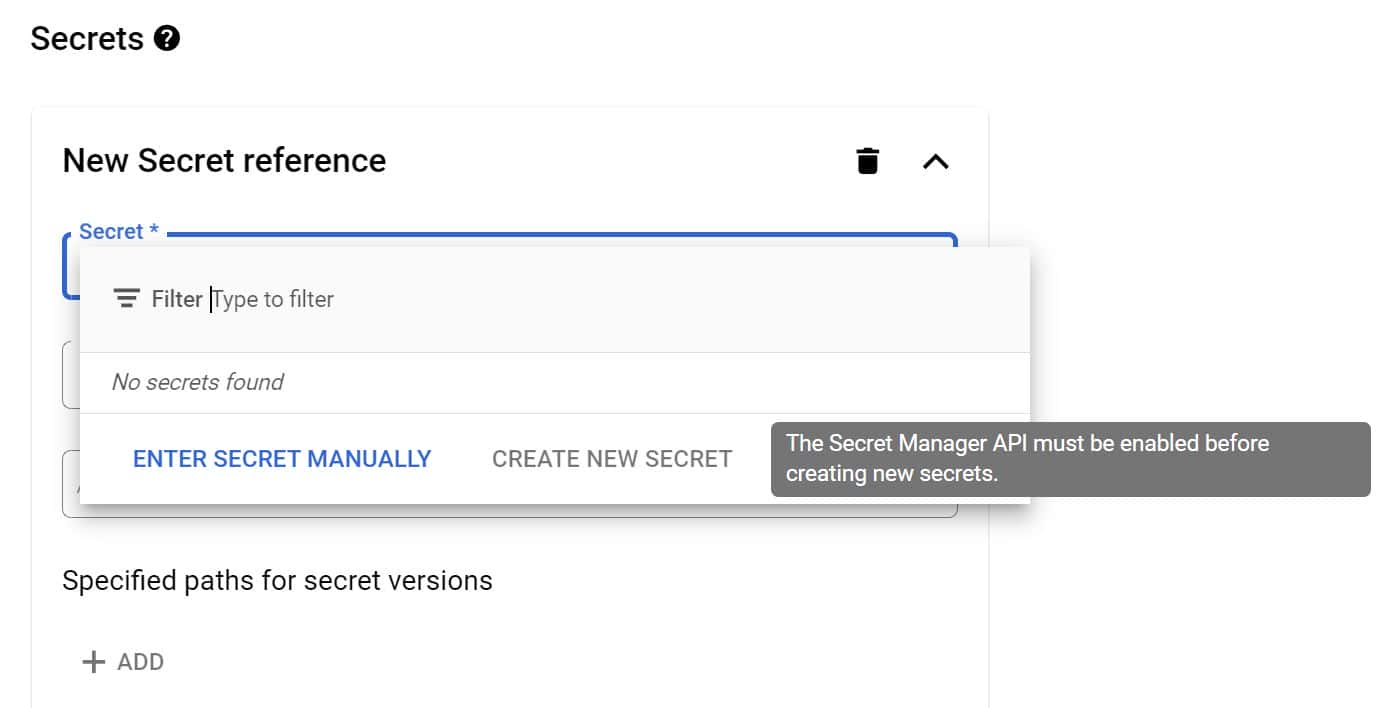 Secrets
New Secret reference
Secret *
Filter Type to filter
No secrets found
ENTER SECRET MANUALLY CREATE NEW SECRET
The Secret Manager API must be enabled before
creating new secrets.
Specified paths for secret versions
ADD